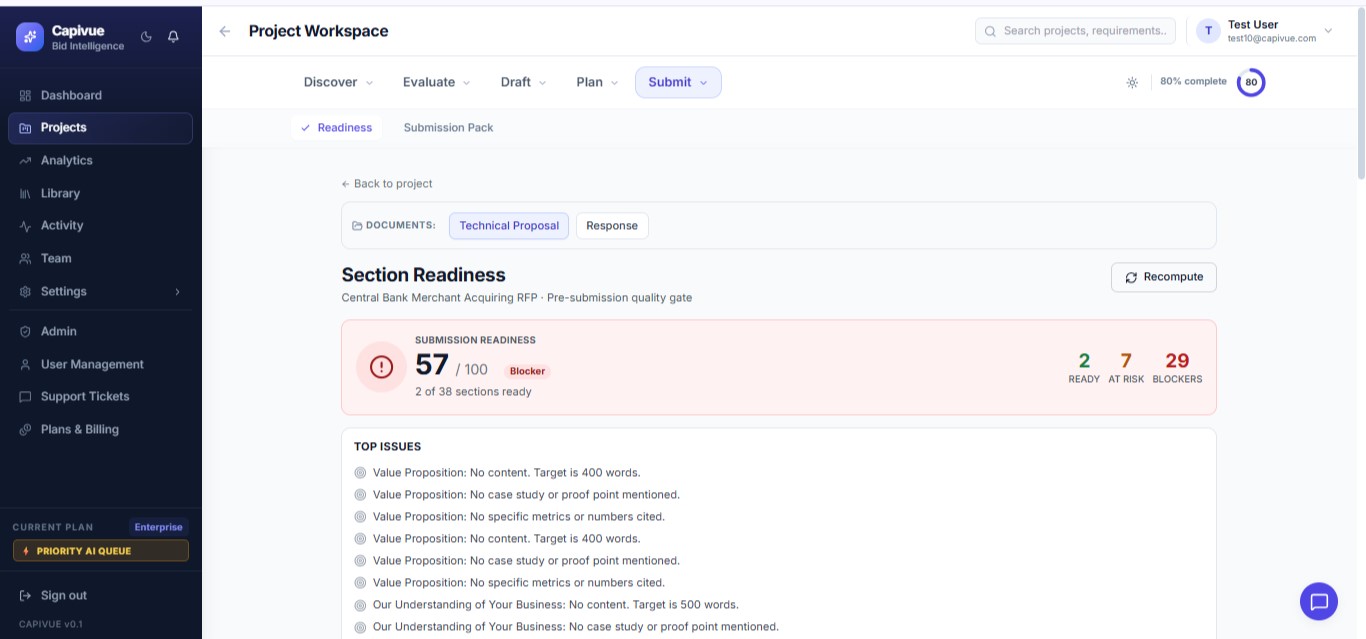 Capivue
Bid Intelligence
Dashboard
Projects
Analytics
Library
Activity
Team
Settings
Admin
User Management
Support Tickets
Plans & Billing
CURRENT PLAN Enterprise
PRIORITY AI QUEUE
Sign out
CAPIVUE v0.1
Project Workspace
Search projects, requirements..
T
Test User
test10@capivue.com
Discover Evaluate Draft Plan Submit
80% complete 80
Readiness Submission Pack
← Back to project
DOCUMENTS: Technical Proposal Response
Section Readiness
Recompute
Central Bank Merchant Acquiring RFP · Pre-submission quality gate
SUBMISSION READINESS
57 / 100 Blocker
2 of 38 sections ready
2 7 29
READY AT RISK BLOCKERS
TOP ISSUES
Value Proposition: No content. Target is 400 words.
Value Proposition: No case study or proof point mentioned.
Value Proposition: No specific metrics or numbers cited.
Value Proposition: No content. Target is 400 words.
Value Proposition: No case study or proof point mentioned.
Value Proposition: No specific metrics or numbers cited.
Our Understanding of Your Business: No content. Target is 500 words.
Our Understanding of Your Business: No case study or proof point mentioned.